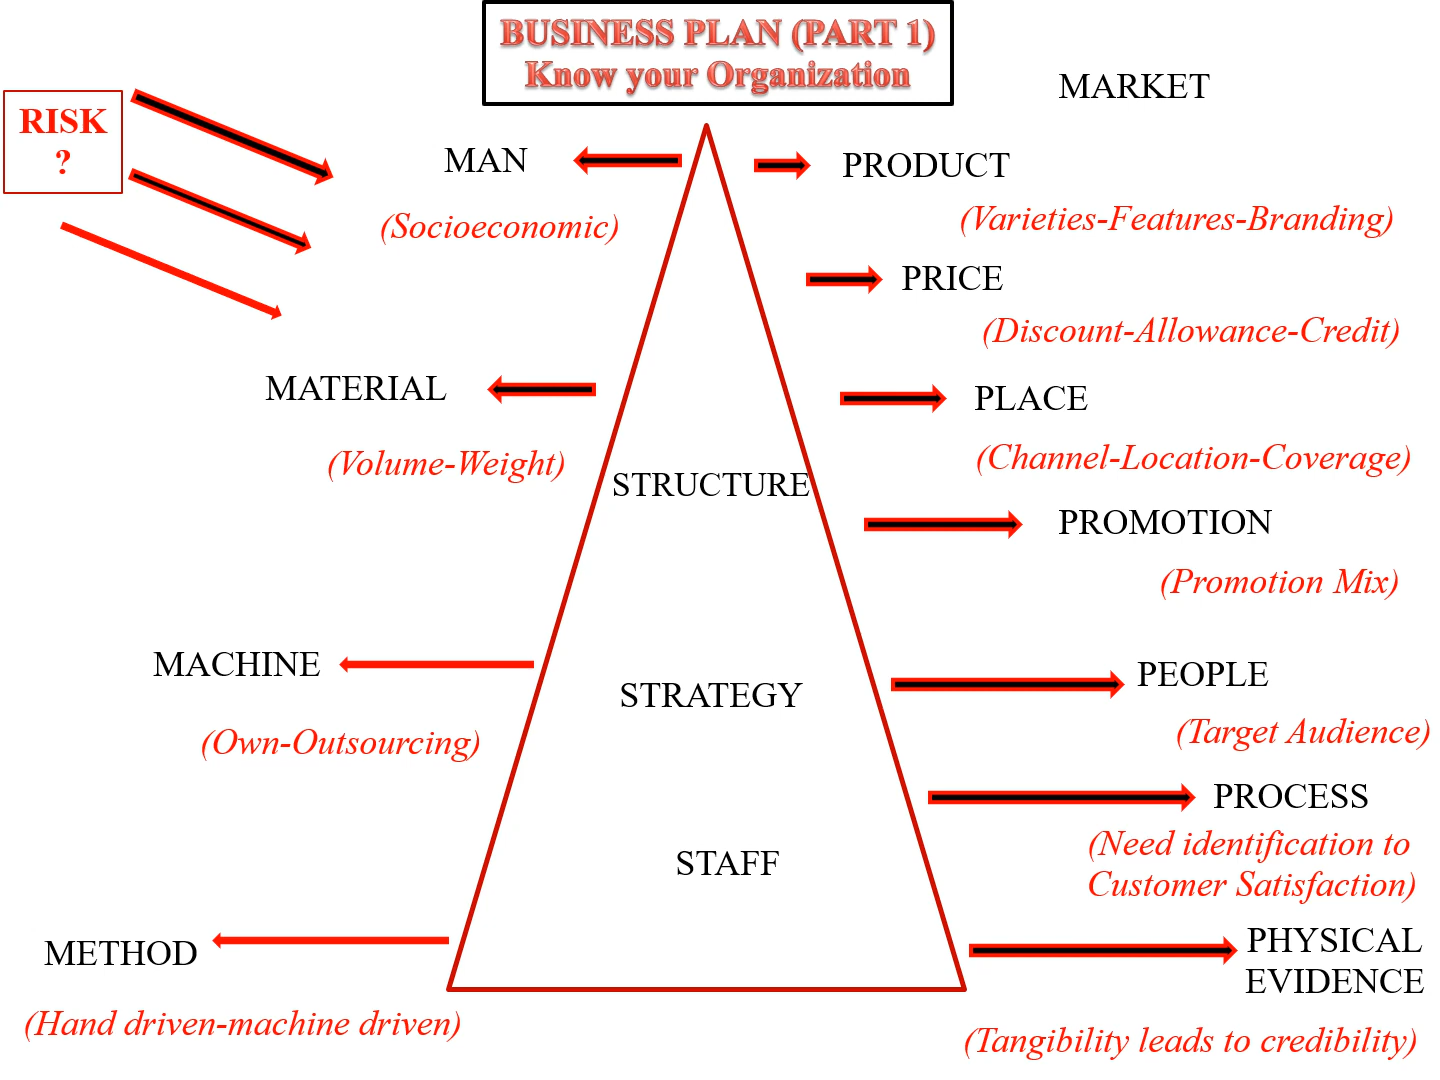 BUSINESS PLAN (PART 1)
Know your Organization
MARKET
RISK
?
MAN
(Socioeconomic)
MATERIAL
(Volume-Weight)
MACHINE
(Own-Outsourcing)
METHOD
(Hand driven-machine driven)
STRUCTURE
STRATEGY
STAFF
PRODUCT
(Varieties-Features-Branding)
PRICE
(Discount-Allowance-Credit)
PLACE
(Channel-Location-Coverage)
PROMOTION
(Promotion Mix)
PEOPLE
(Target Audience)
PROCESS
(Need identification to
Customer Satisfaction)
PHYSICAL
EVIDENCE
(Tangibility leads to credibility)